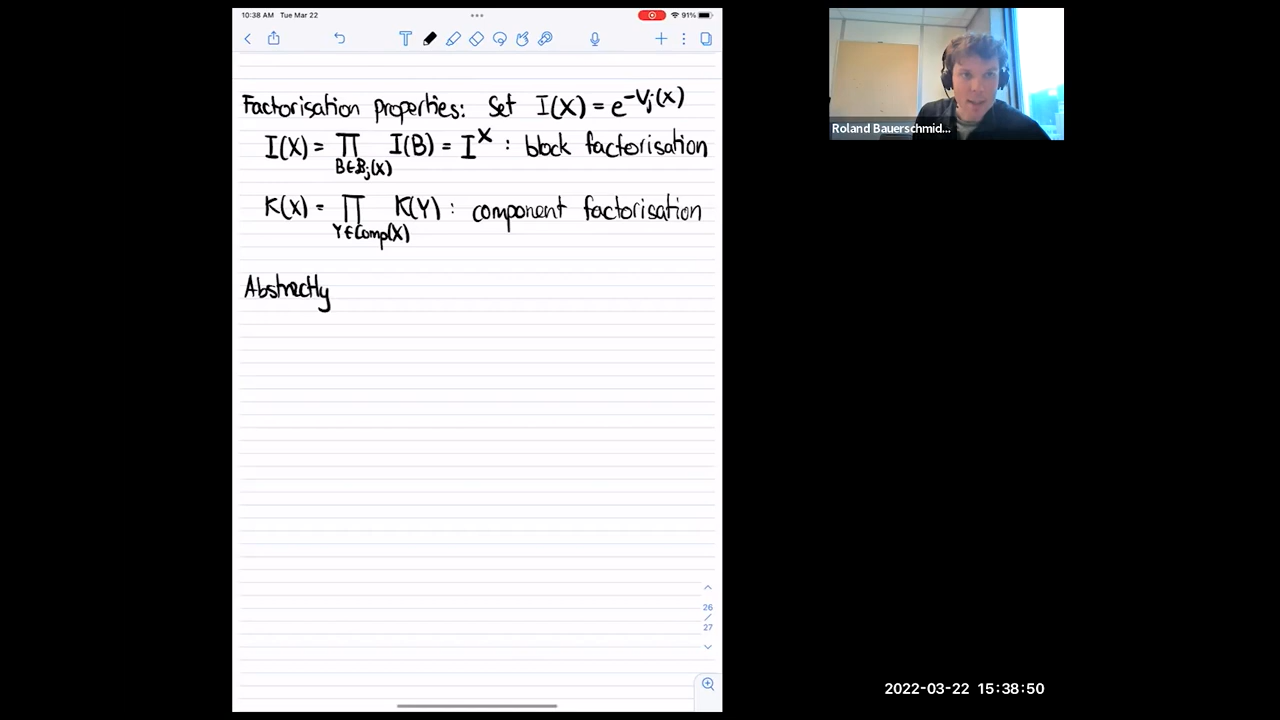 10:38 AM Tue Mar 22
91%
Factorisation properties: Set I(X) = e^{-V_j(X)}
I(X) = ∏_{B∈B_j(X)} I(B) = I^X : block factorisation
K(X) = ∏_{Y∈Comp(X)} K(Y) : component factorisation
Abstractly
26
/
27
Roland Bauerschmid...
2022-03-22 15:38:50